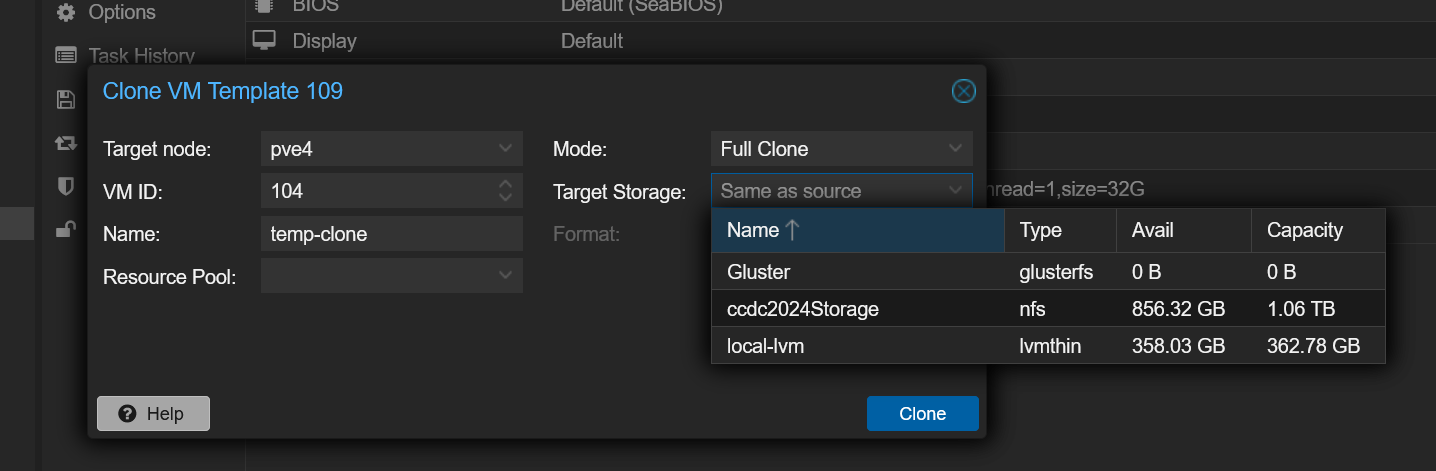 Options
BIOS
Default (SeaBIOS)
Display
Default
Task History
Clone VM Template 109
Target node:
pve4
Mode:
Full Clone
VM ID:
104
Target Storage:
Same as source
hread=1,size=32G
Name:
temp-clone
Format:
Name
Type
Avail
Capacity
Resource Pool:
Gluster
glusterfs
0 B
0 B
ccdc2024Storage
nfs
856.32 GB
1.06 TB
local-lvm
lvmthin
358.03 GB
362.78 GB
Help
Clone